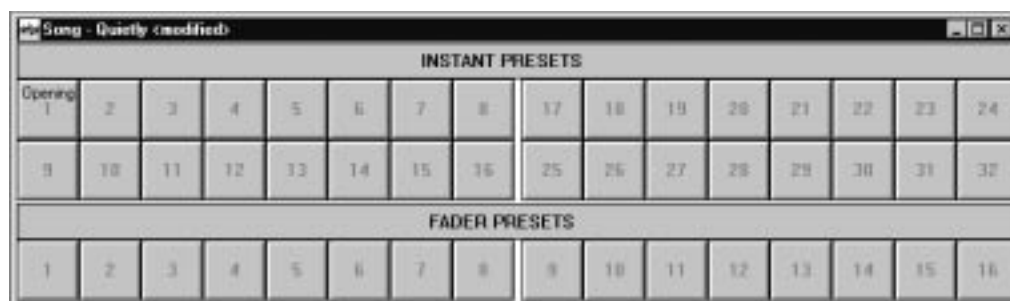 Song - Quietly <modified>
INSTANT PRESETS
Opening
1 2 3 4 5 6 7 8 17 18 19 20 21 22 23 24
9 10 11 12 13 14 15 16 25 26 27 28 29 30 31 32
FADER PRESETS
1 2 3 4 5 6 7 8 9 10 11 12 13 14 15 16